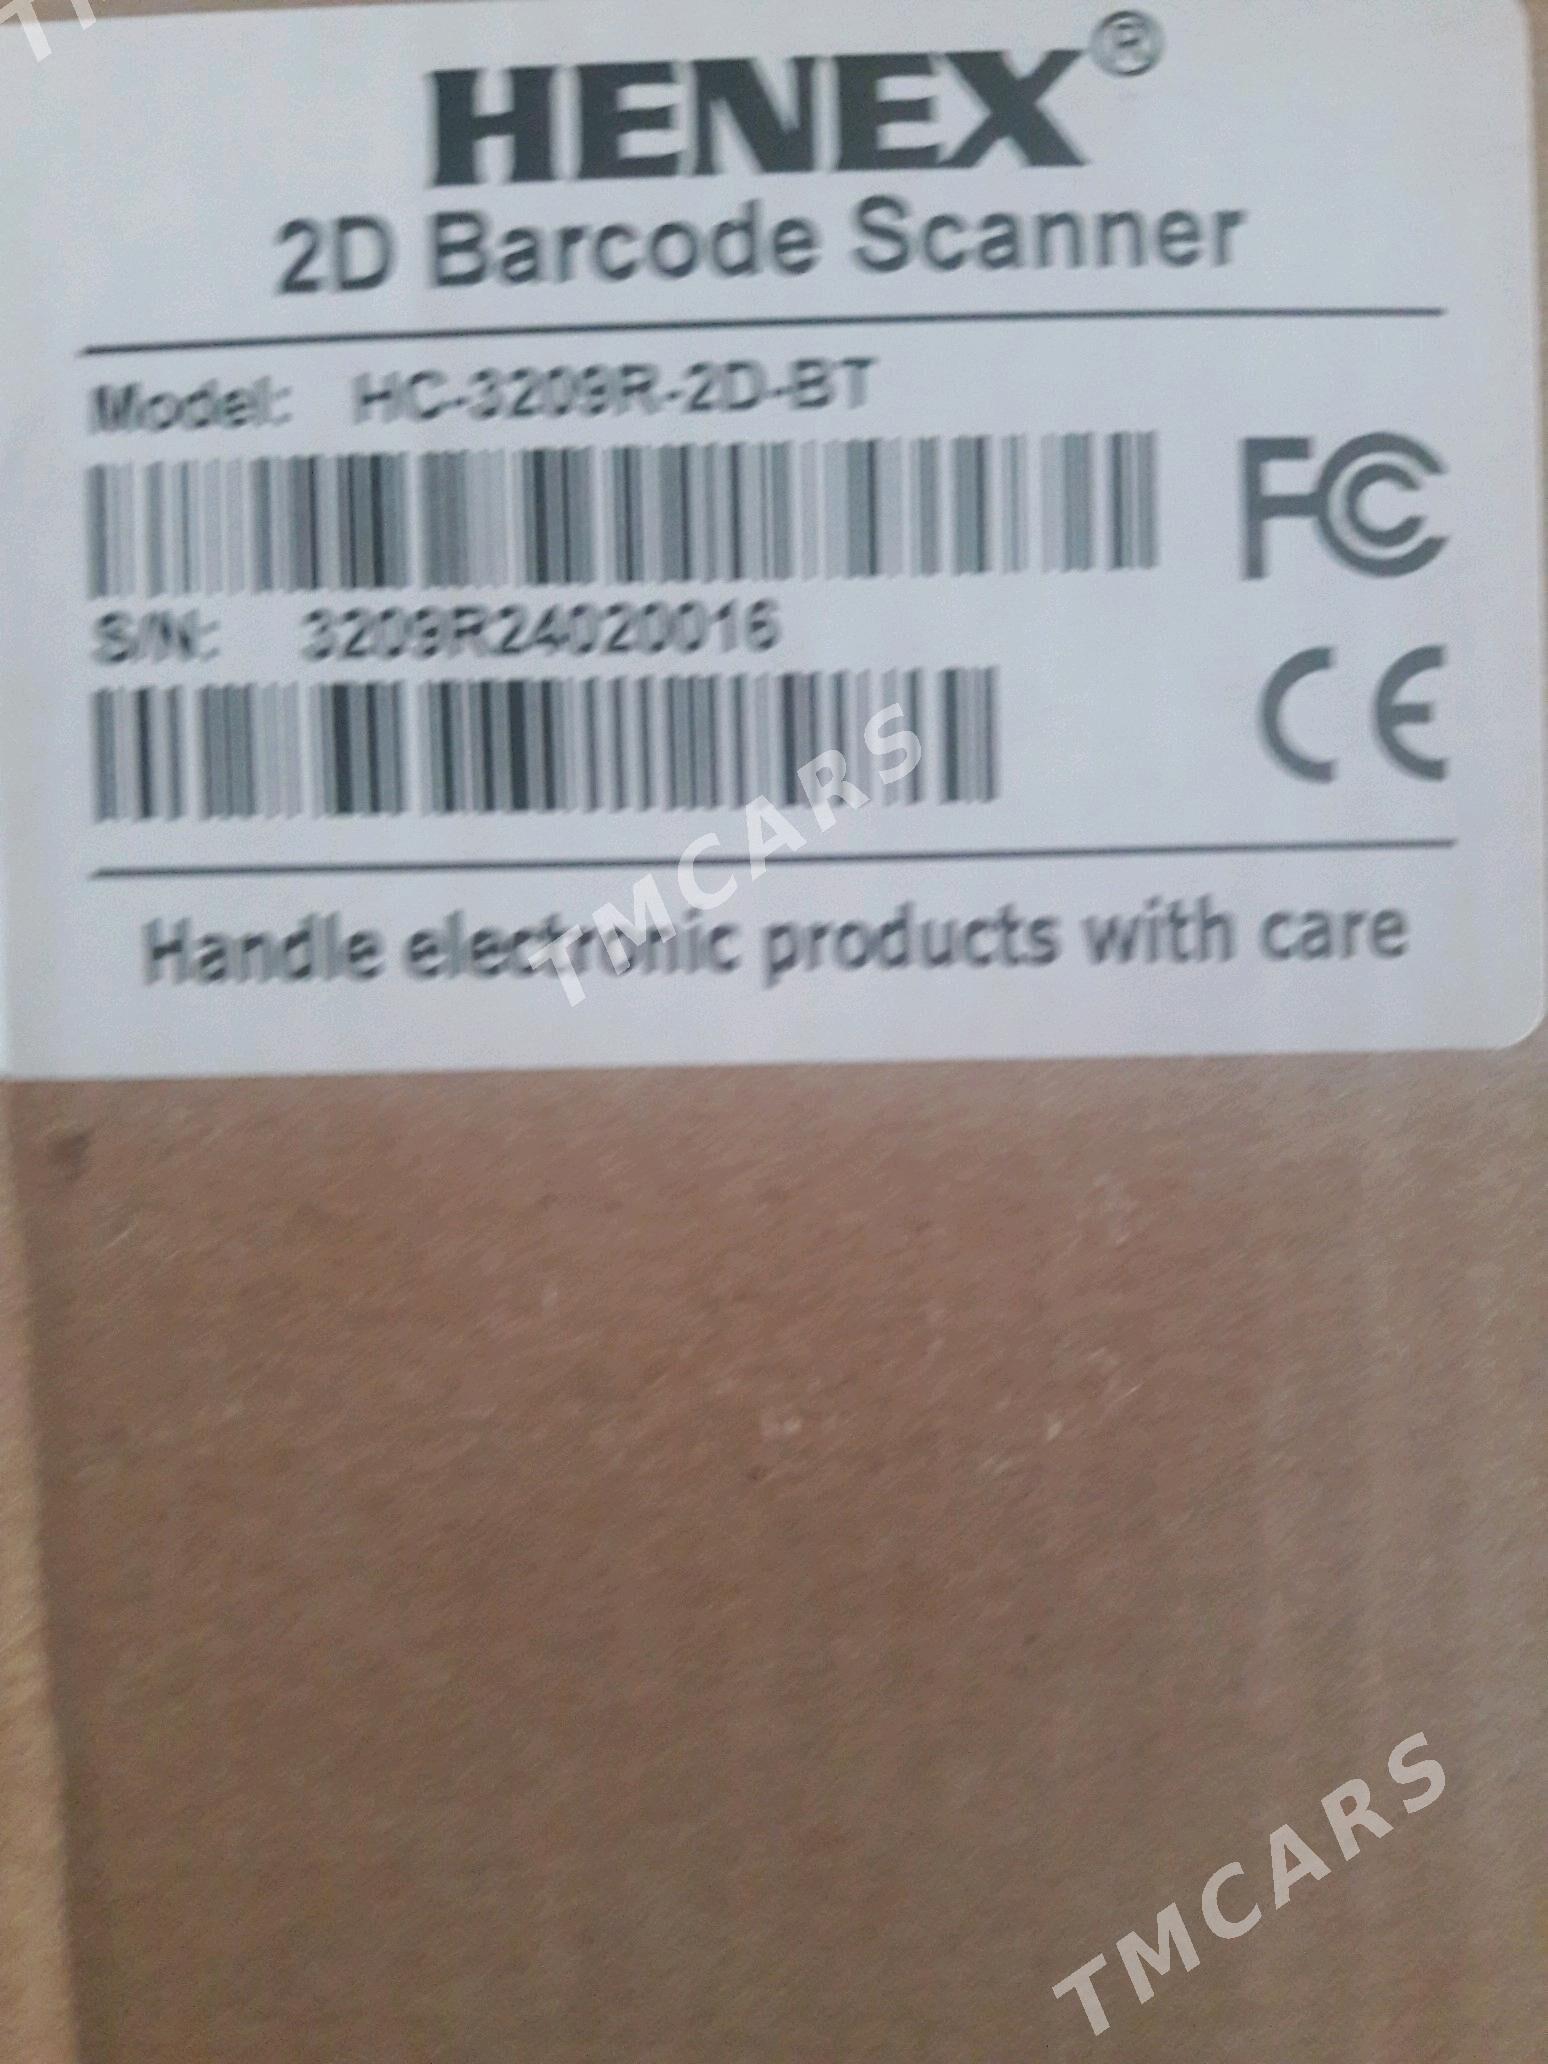 HENEX®
2D Barcode Scanner
Model: HC-3209R-2D-BT
FC
S/N: 3209R24020016
CE
Handle electronic products with care
TMCARS
TMCARS